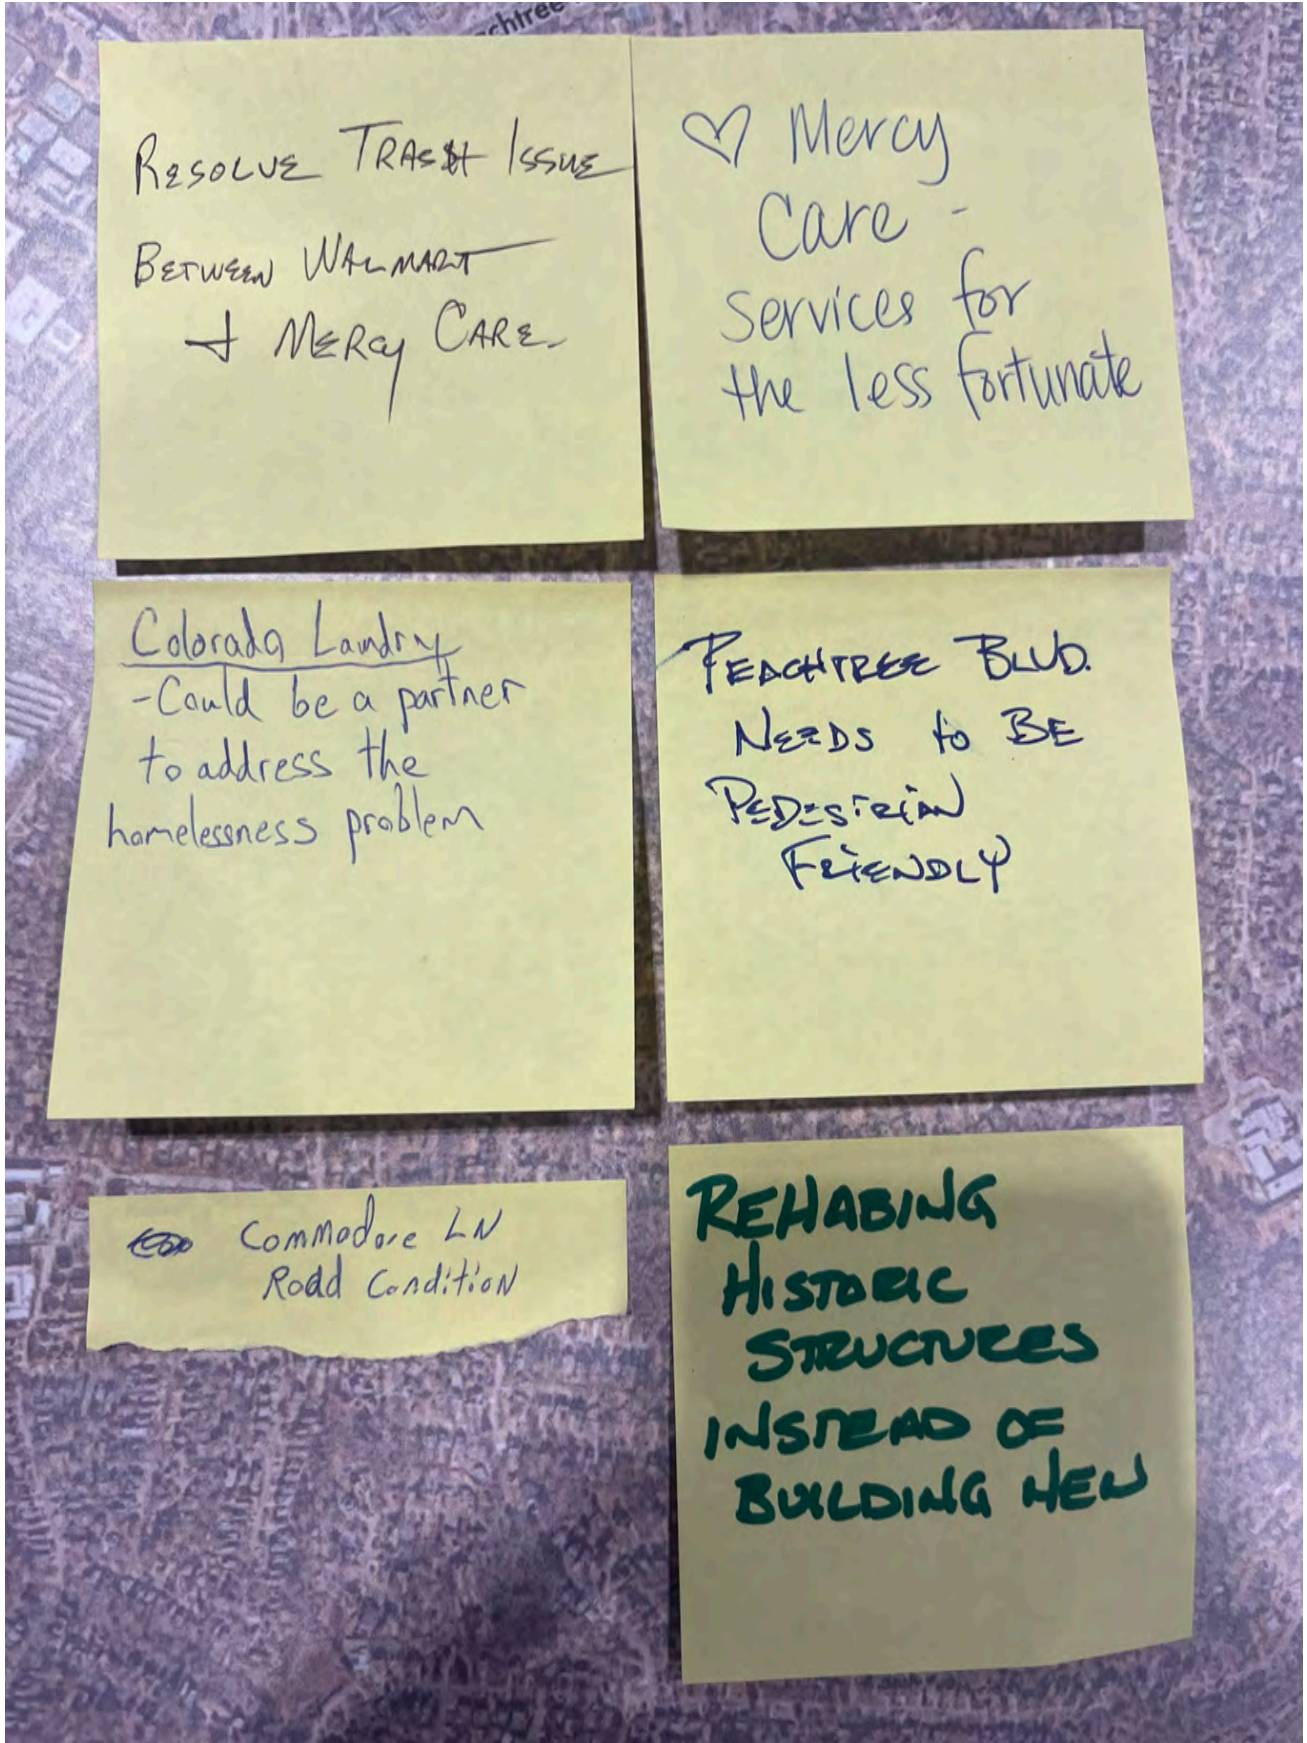 achtree
RESOLVE TRASH ISSUE
BETWEEN WALMART
+ MERCY CARE.
♡ Mercy
Care -
services for
the less fortunate
Colorado Laundry
- Could be a partner
to address the
homelessness problem
PEACHTREE BLVD.
NEEDS to BE
PEDESTRIAN
FRIENDLY
Commodore LN
Road Condition
REHABING
HISTORIC
STRUCTURES
INSTEAD OF
BUILDING NEW